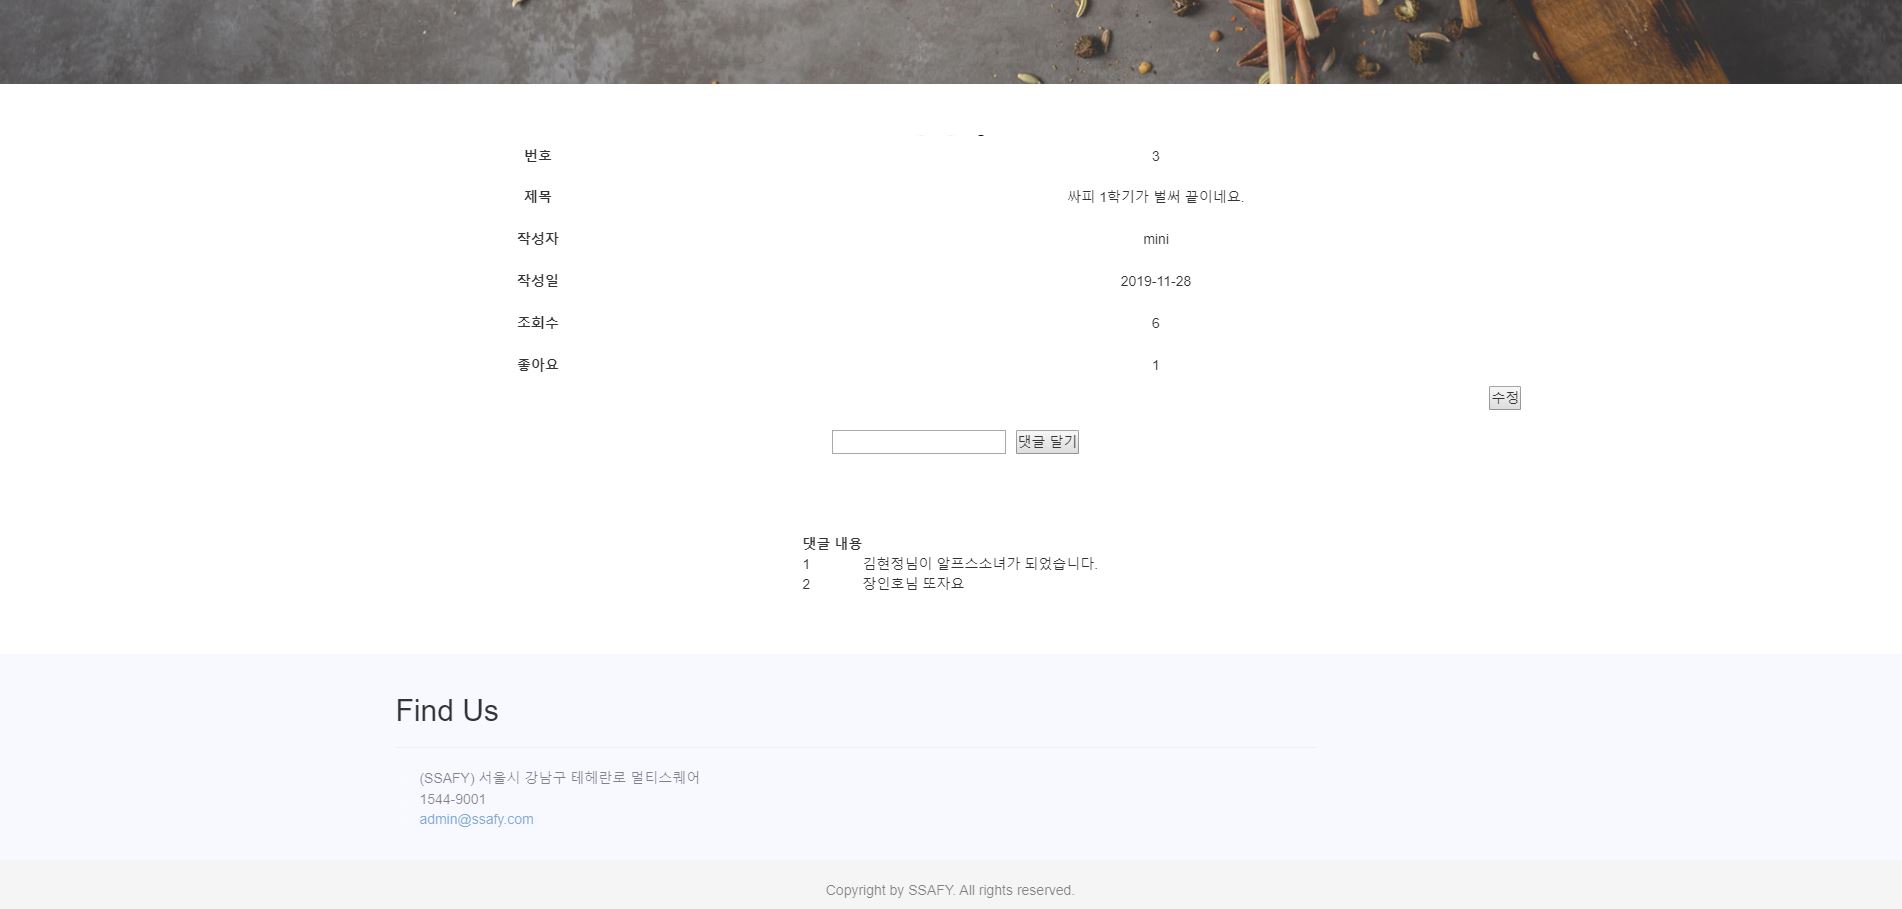 번호 3
제목 싸피 1학기가 벌써 끝이네요.
작성자 mini
작성일 2019-11-28
조회수 6
좋아요 1
수정
댓글 달기
댓글 내용
1 김현정님이 알프스소녀가 되었습니다.
2 장인호님 또자요
Find Us
(SSAFY) 서울시 강남구 테헤란로 멀티스퀘어
1544-9001
admin@ssafy.com
Copyright by SSAFY. All rights reserved.